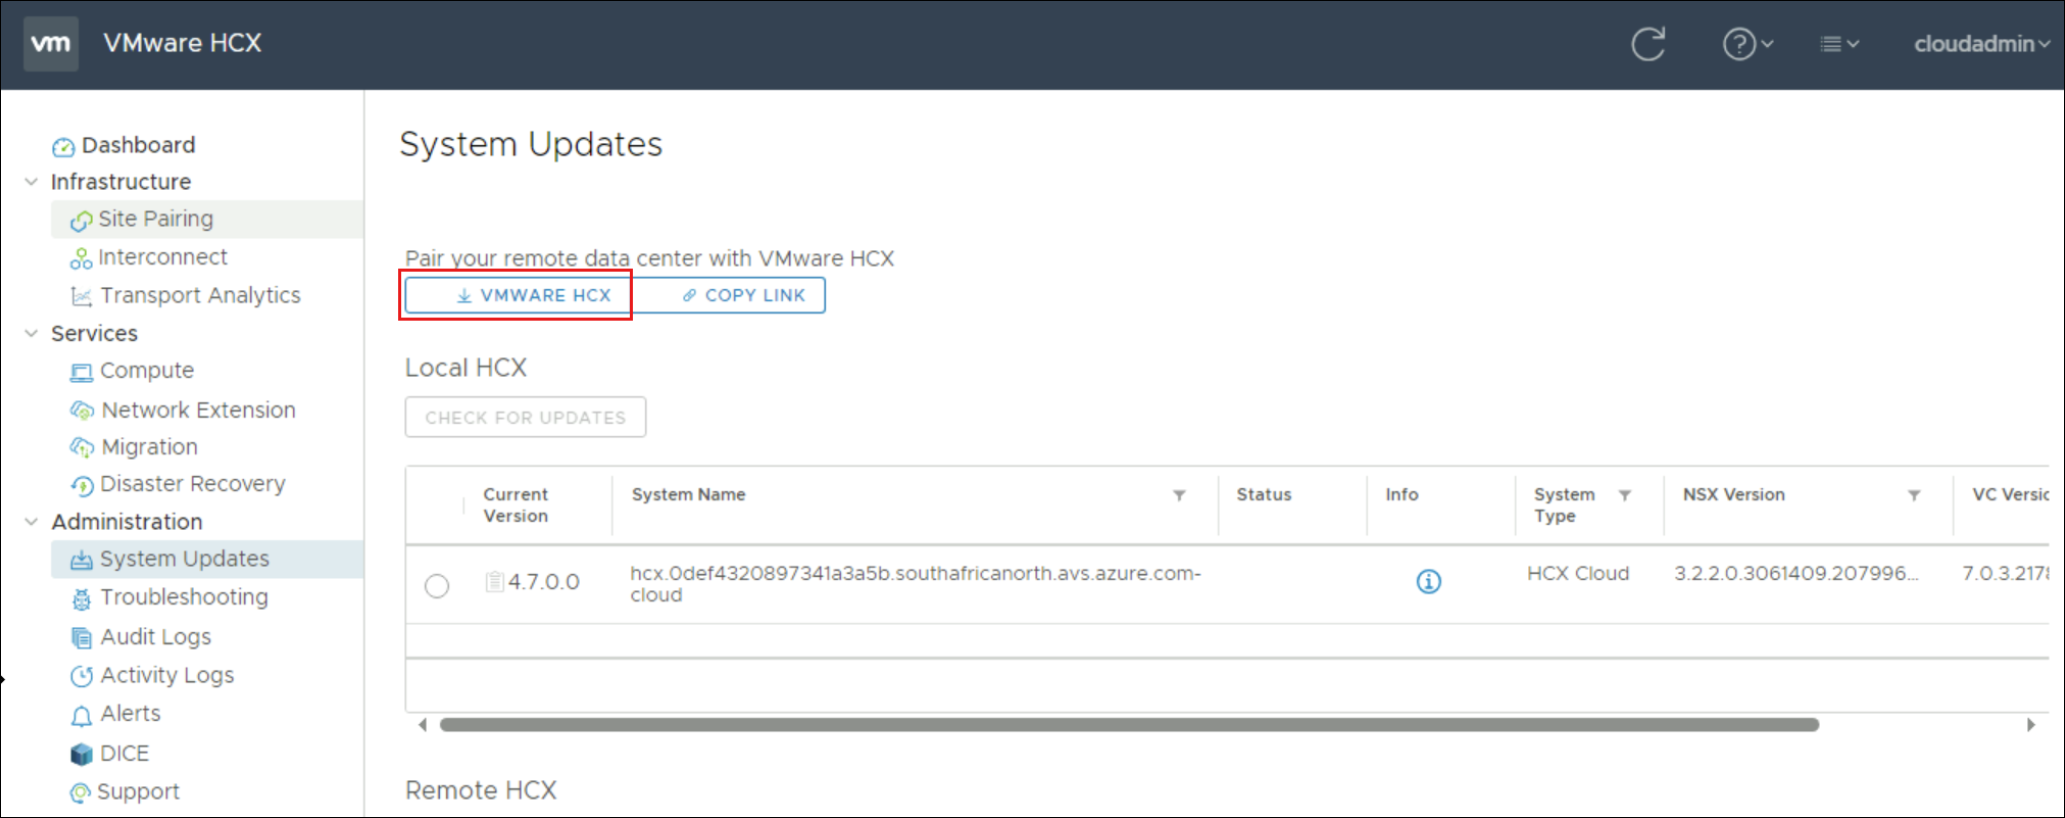 vm VMware HCX
? cloudadmin
Dashboard
Infrastructure
Site Pairing
Interconnect
Transport Analytics
Services
Compute
Network Extension
Migration
Disaster Recovery
Administration
System Updates
Troubleshooting
Audit Logs
Activity Logs
Alerts
DICE
Support
System Updates
Pair your remote data center with VMware HCX
VMWARE HCX COPY LINK
Local HCX
CHECK FOR UPDATES
Current Version System Name Status Info System Type NSX Version VC Versic
4.7.0.0 hcx.0def4320897341a3a5b.southafricanorth.avs.azure.com-cloud HCX Cloud 3.2.2.0.3061409.207996... 7.0.3.2178
Remote HCX